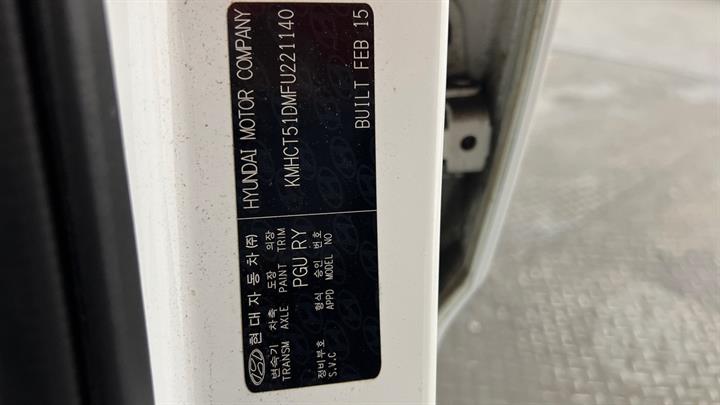 현대자동차(주)
HYUNDAI MOTOR COMPANY
변속기 차축 도장 의장
TRANSM AXLE PAINT TRIM
KMHCT51DMFU221140
PGU RY
정비부호 형식 승인 번호
S.V.C APPD MODEL NO
BUILT FEB 15